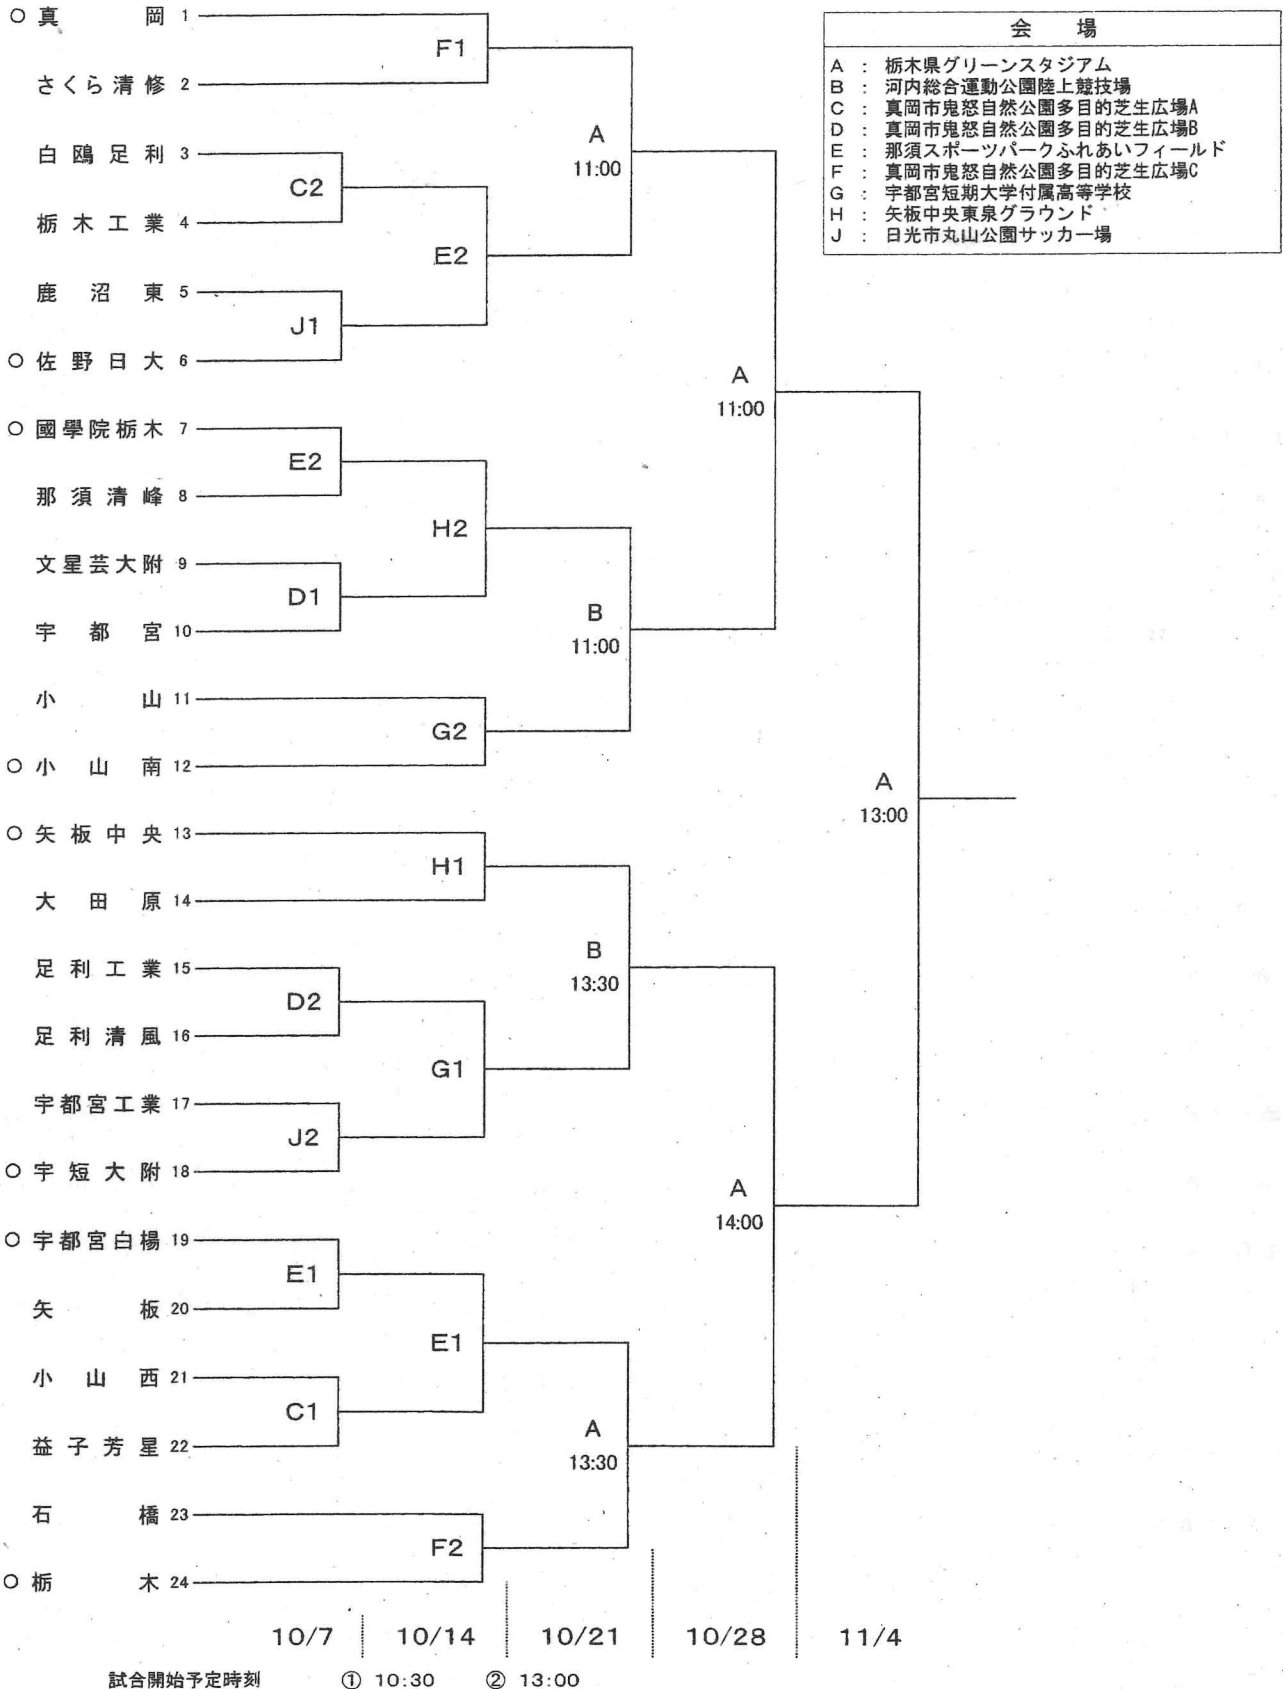 会 場
A : 栃木県グリーンスタジアム
B : 河内総合運動公園陸上競技場
C : 真岡市鬼怒自然公園多目的芝生広場A
D : 真岡市鬼怒自然公園多目的芝生広場B
E : 那須スポーツパークふれあいフィールド
F : 真岡市鬼怒自然公園多目的芝生広場C
G : 宇都宮短期大学付属高等学校
H : 矢板中央東泉グラウンド
J : 日光市丸山公園サッカー場
○ 真岡 1
F1
さくら清修 2
A
11:00
白鴎足利 3
C2
栃木工業 4
E2
鹿沼東 5
J1
○ 佐野日大 6
A
11:00
○ 國學院栃木 7
E2
那須清峰 8
H2
文星芸大附 9
D1
宇都宮 10
B
11:00
小山 11
G2
○ 小山南 12
A
13:00
○ 矢板中央 13
H1
大田原 14
B
13:30
足利工業 15
D2
足利清風 16
G1
宇都宮工業 17
J2
○ 宇短大附 18
A
14:00
○ 宇都宮白楊 19
E1
矢板 20
E1
小山西 21
C1
益子芳星 22
A
13:30
石橋 23
F2
○ 栃木 24
10/7 10/14 10/21 10/28 11/4
試合開始予定時刻 ① 10:30 ② 13:00